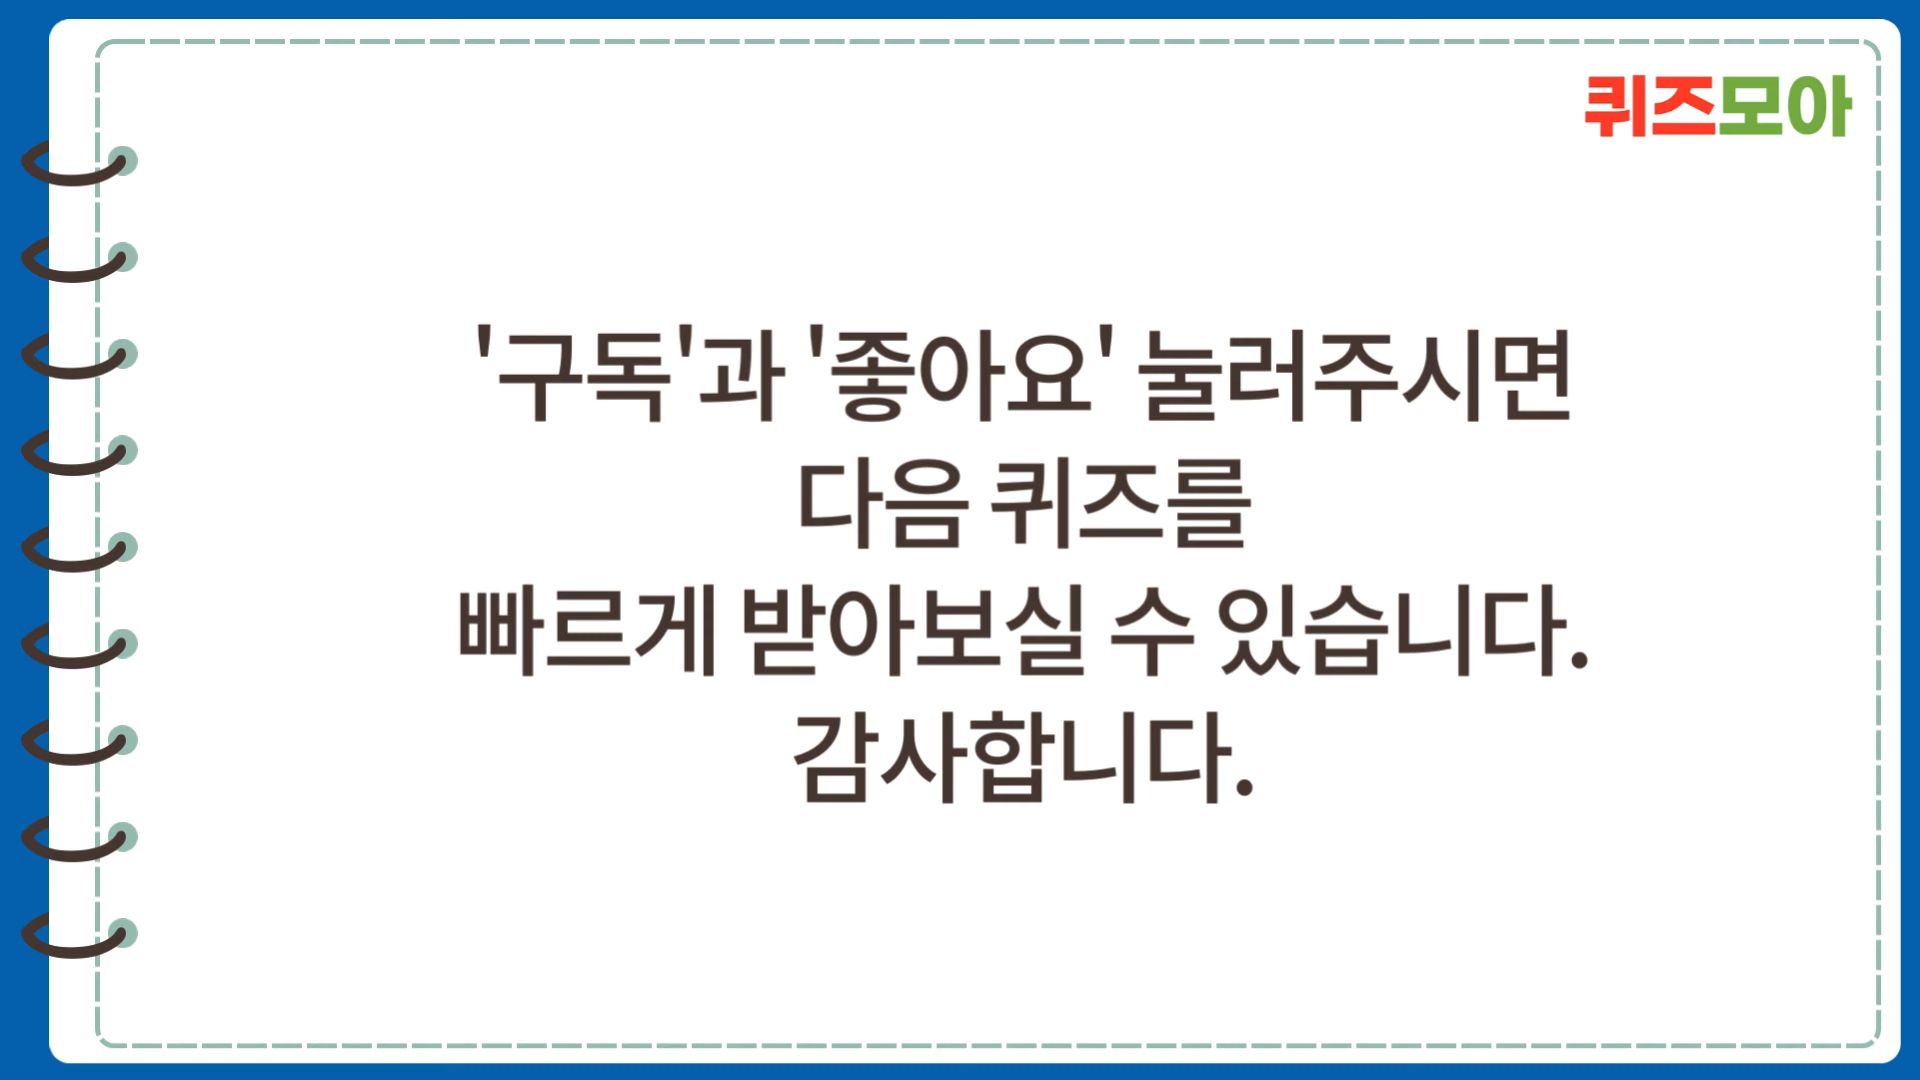 퀴즈모아
'구독'과 '좋아요' 눌러주시면
다음 퀴즈를
빠르게 받아보실 수 있습니다.
감사합니다.